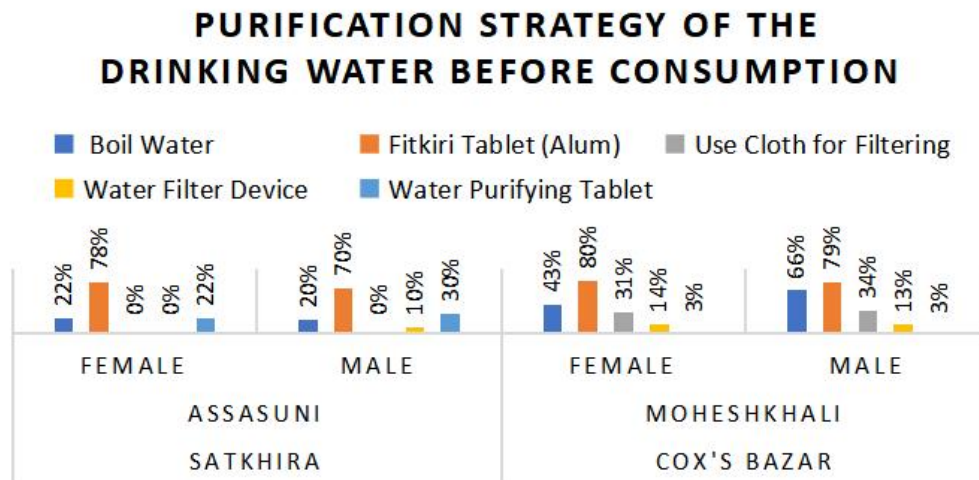 PURIFICATION STRATEGY OF THE
DRINKING WATER BEFORE CONSUMPTION
Boil Water Fitkiri Tablet (Alum) Use Cloth for Filtering
Water Filter Device Water Purifying Tablet
22% 78% 0% 0% 22% 20% 70% 0% 10% 30% 43% 80% 31% 14% 3% 66% 79% 34% 13% 3%
FEMALE MALE FEMALE MALE
ASSASUNI MOHESHKHALI
SATKHIRA COX'S BAZAR